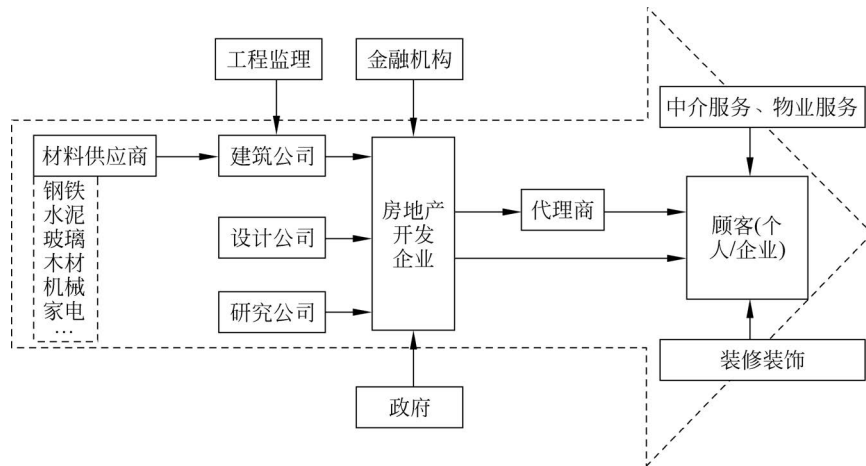 工程监理
金融机构
中介服务、物业服务
材料供应商
建筑公司
钢铁
水泥
玻璃
木材
机械
家电
…
设计公司
研究公司
房地产
开发
企业
代理商
顾客(个
人/企业)
装修装饰
政府